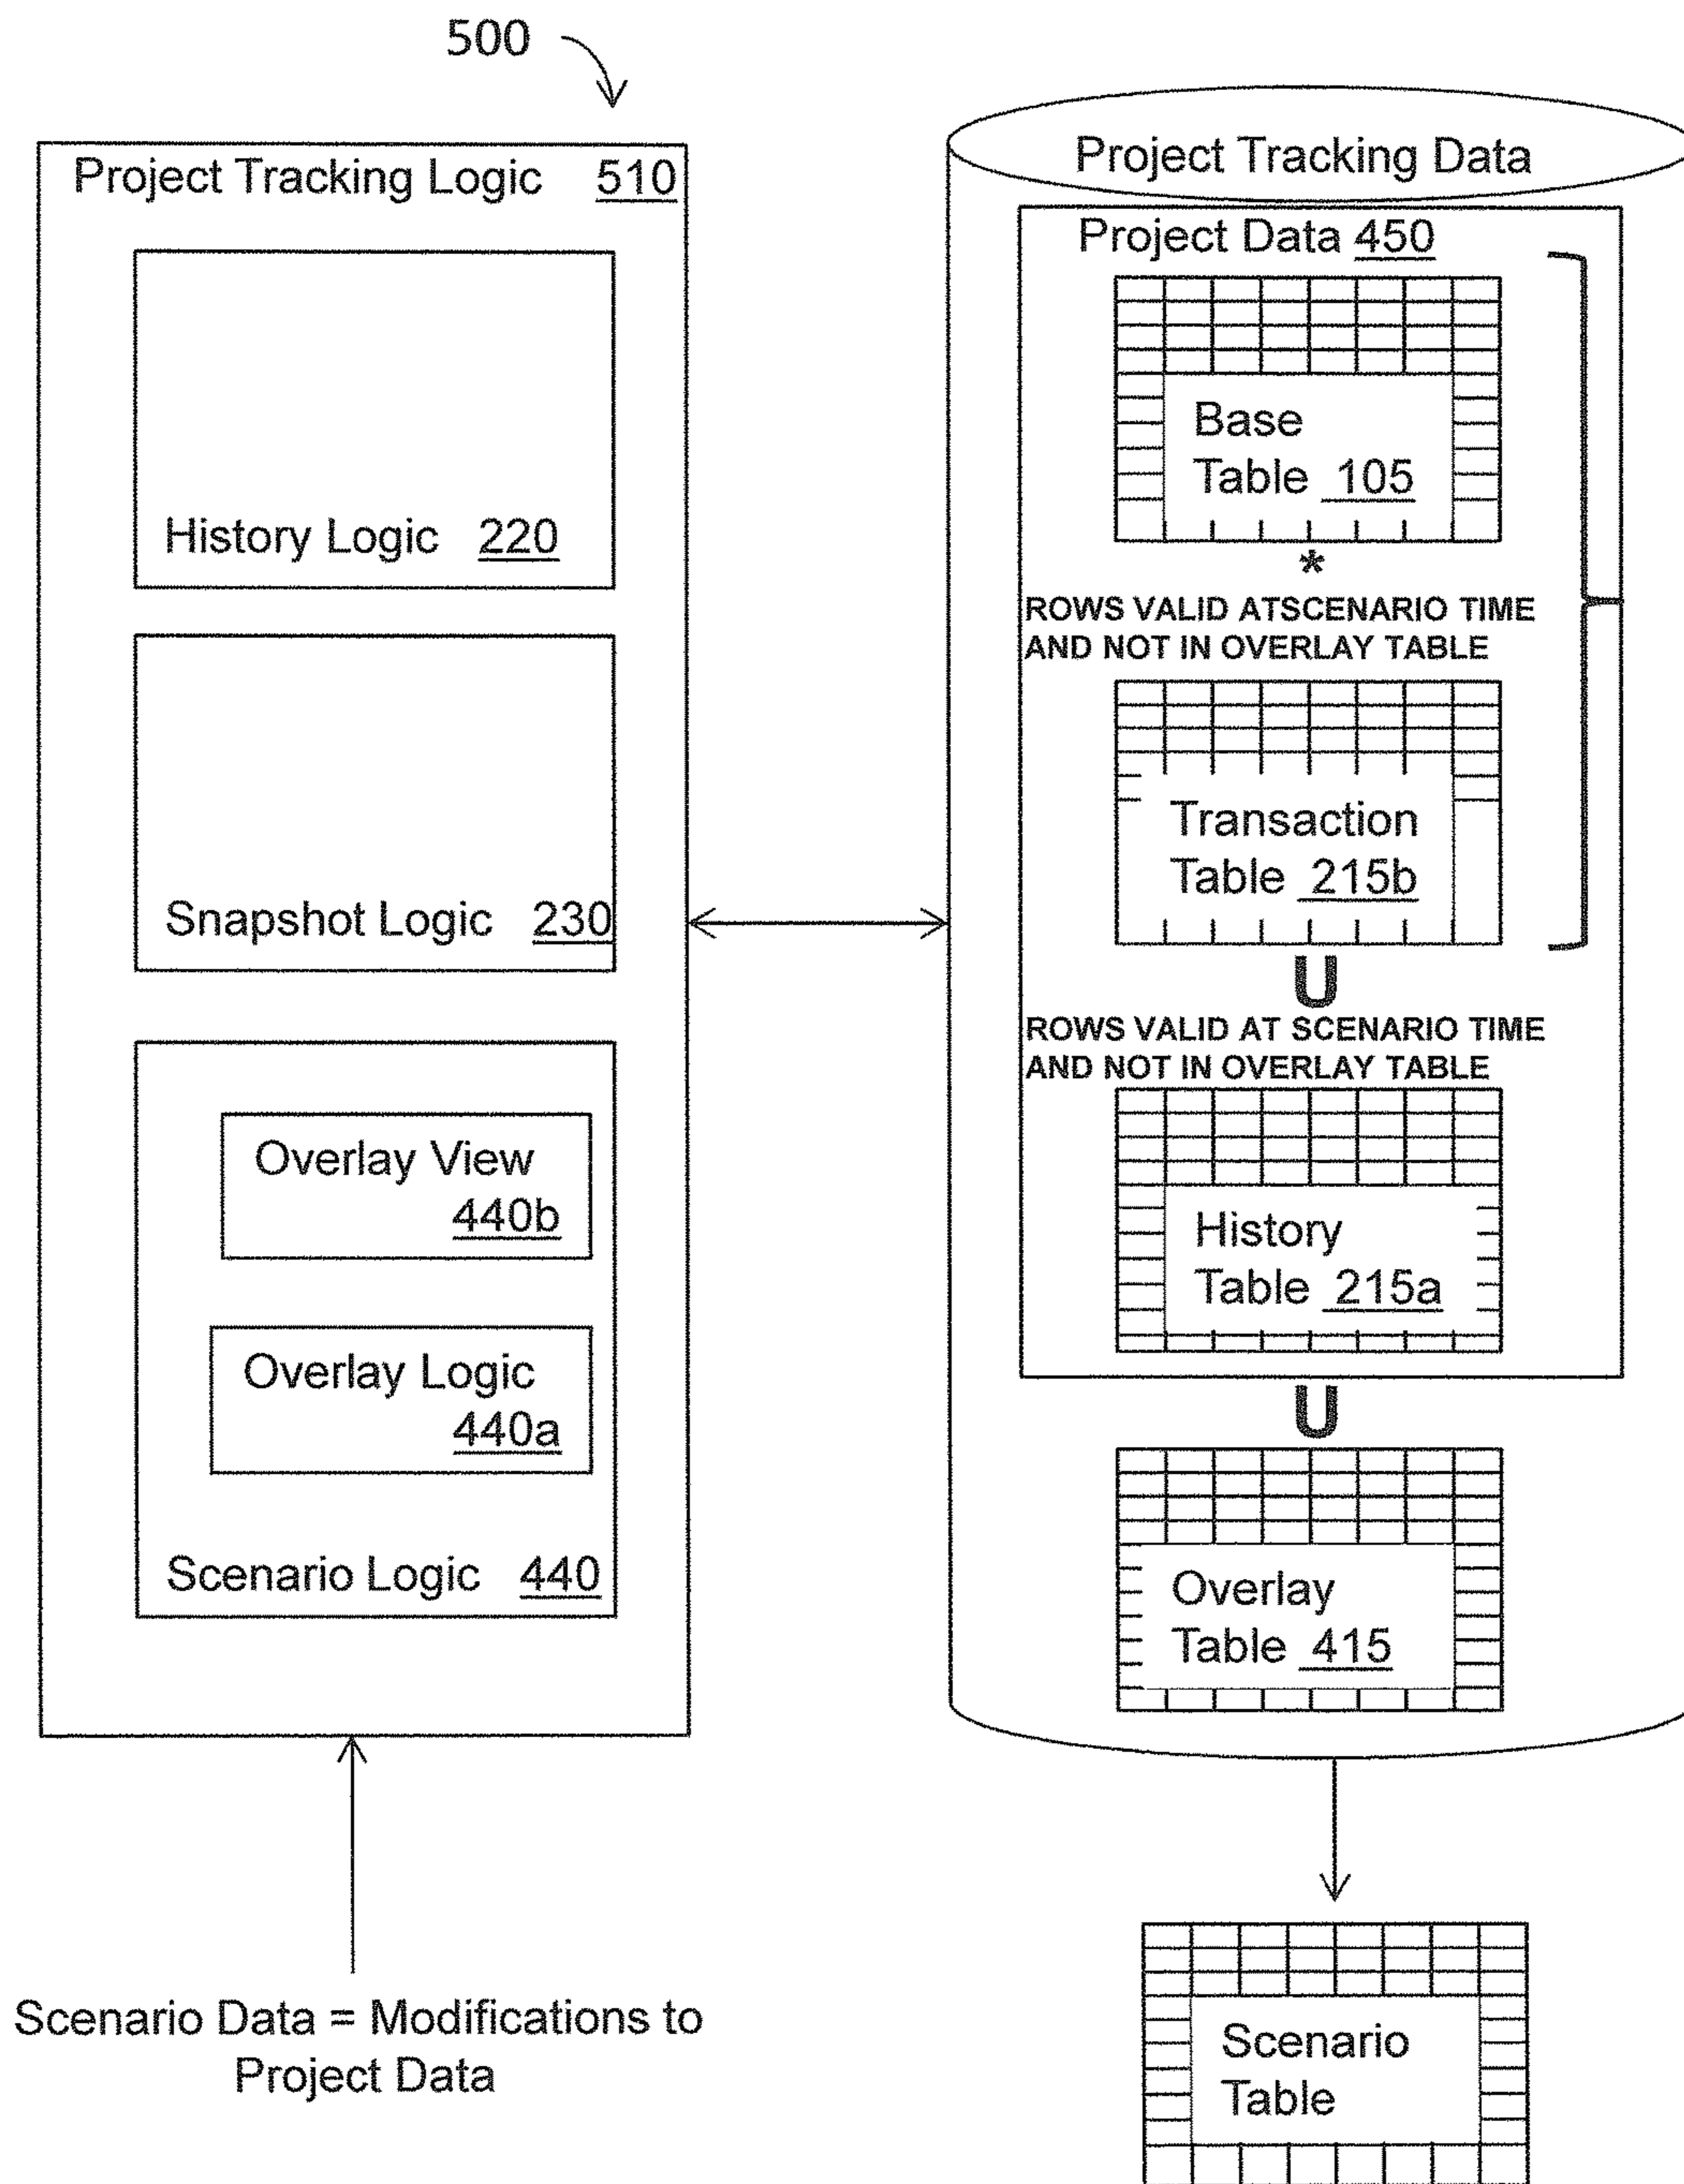 500
Project Tracking Logic 510
History Logic 220
Snapshot Logic 230
Overlay View
440b
Overlay Logic
440a
Scenario Logic 440
Scenario Data = Modifications to
Project Data
Project Tracking Data
Project Data 450
Base
Table 105
*
ROWS VALID ATSCENARIO TIME
AND NOT IN OVERLAY TABLE
Transaction
Table 215b
U
ROWS VALID AT SCENARIO TIME
AND NOT IN OVERLAY TABLE
History
Table 215a
U
Overlay
Table 415
Scenario
Table